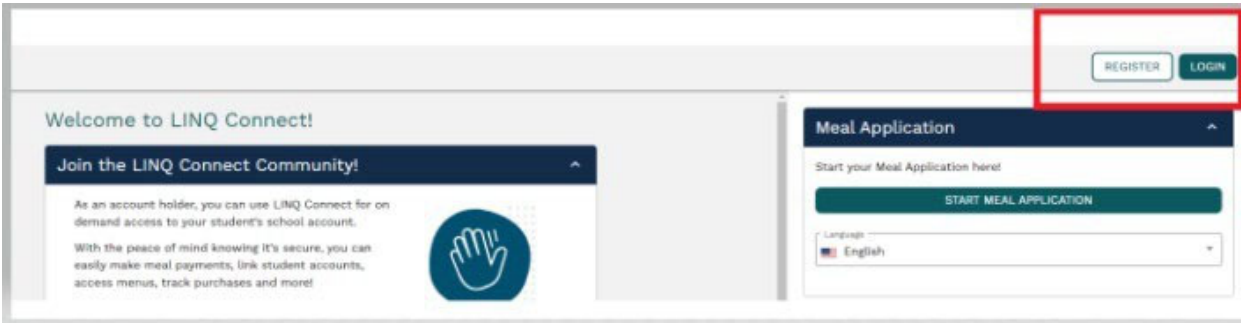 REGISTER LOGIN
Welcome to LINQ Connect!
Join the LINQ Connect Community!
As an account holder, you can use LINQ Connect for on
demand access to your student's school account.
With the peace of mind knowing it's secure, you can
easily make meal payments, link student accounts,
access menus, track purchases and more!
Meal Application
Start your Meal Application here!
START MEAL APPLICATION
Language
English